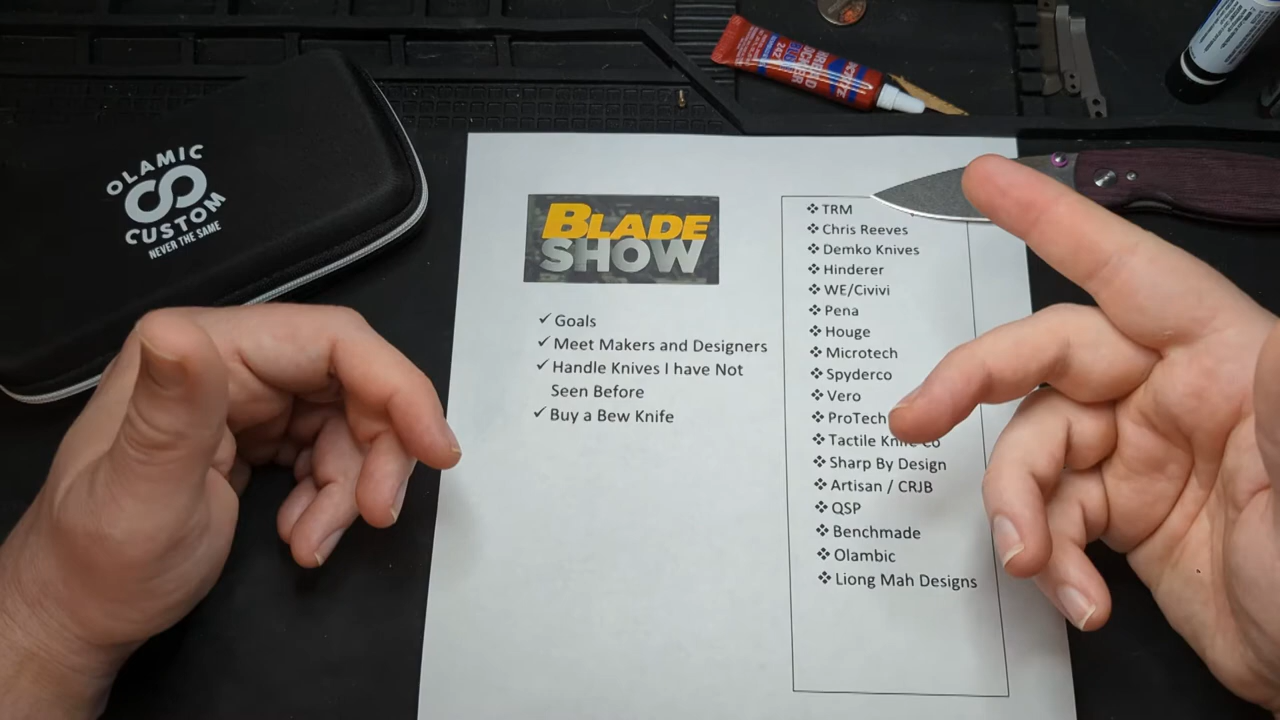 OLAMIC
CUSTOM
NEVER THE SAME
242
BLADE
SHOW
Goals
Meet Makers and Designers
Handle Knives I have Not
Seen Before
Buy a Bew Knife
TRM
Chris Reeves
Demko Knives
Hinderer
WE/Civivi
Pena
Houge
Microtech
Spyderco
Vero
ProTech
Tactile Knife Co
Sharp By Design
Artisan / CRJB
QSP
Benchmade
Olambic
Liong Mah Designs